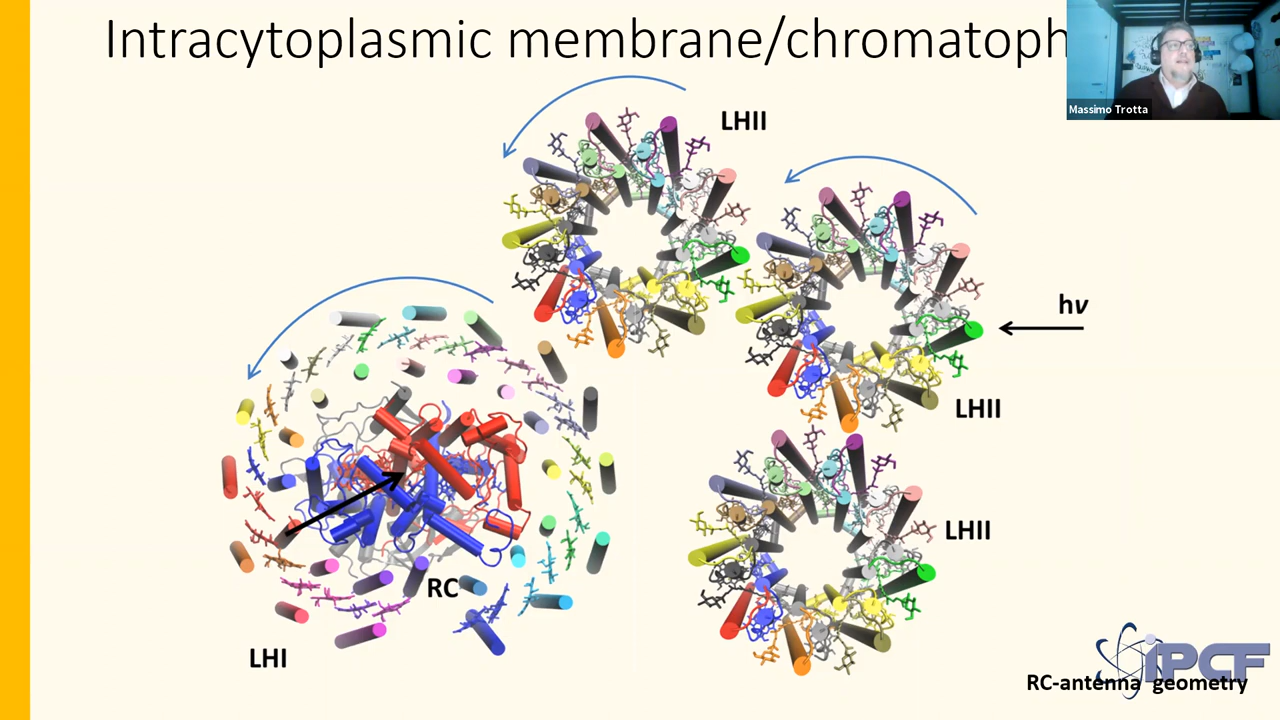 Intracytoplasmic membrane/chromatoph
Massimo Trotta
LHII
hν
LHII
LHII
RC
LHI
iPCF
RC-antenna geometry